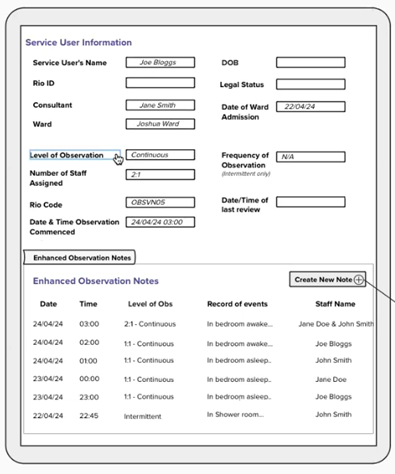 Service User Information
Service User's Name Joe Bloggs DOB
Rio ID Legal Status
Consultant Jane Smith Date of Ward Admission 22/04/24
Ward Joshua Ward
Level of Observation Continuous Frequency of Observation N/A
(Intermittent only)
Number of Staff Assigned 2:1
Rio Code OBSVN05 Date/Time of last review
Date & Time Observation Commenced 24/04/24 03:00
Enhanced Observation Notes
Enhanced Observation Notes Create New Note
Date Time Level of Obs Record of events Staff Name
24/04/24 03:00 2:1 - Continuous In bedroom awake... Jane Doe & John Smith
24/04/24 02:00 1:1 - Continuous In bedroom awake... Joe Bloggs
24/04/24 01:00 1:1 - Continuous In bedroom asleep.. John Smith
23/04/24 00:00 1:1 - Continuous In bedroom asleep.. Jane Doe
23/04/24 23:00 1:1 - Continuous In bedroom asleep.. Joe Bloggs
22/04/24 22:45 Intermittent In Shower room... John Smith